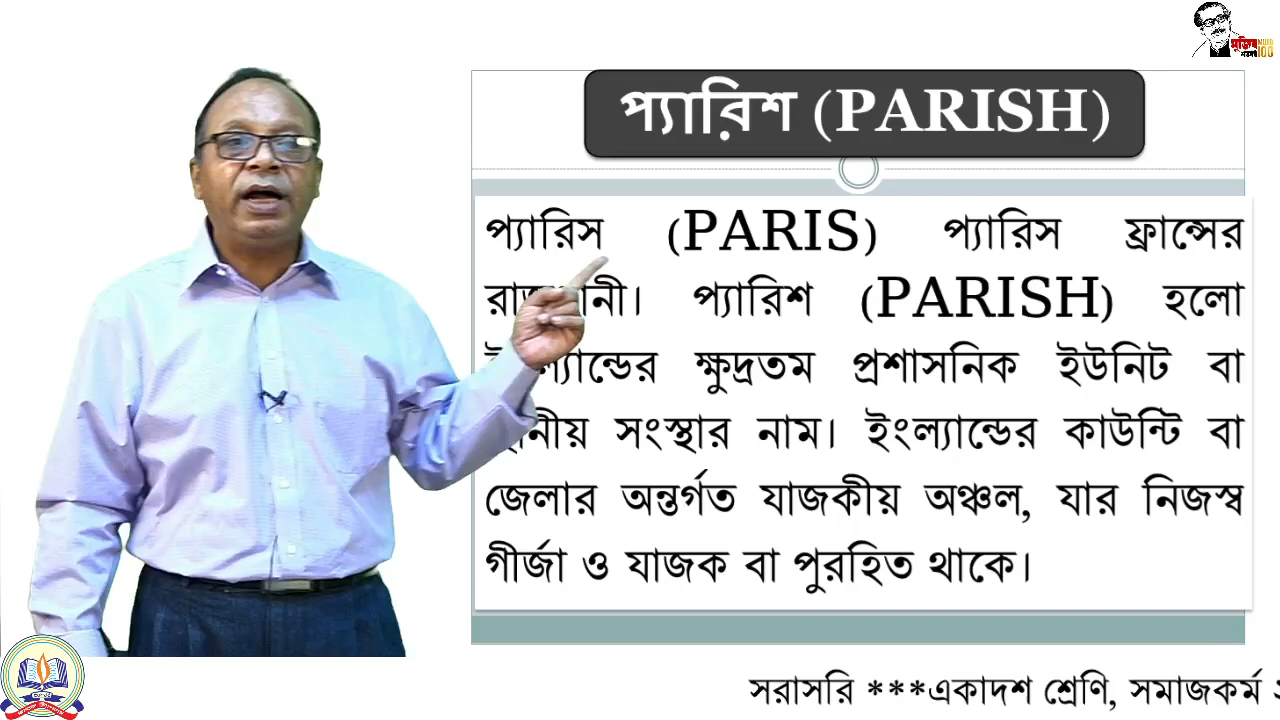 প্যারিশ (PARISH)
প্যারিস (PARIS) প্যারিস ফ্রান্সের
প্যারিশ (PARISH) হলো
ক্ষুদ্রতম প্রশাসনিক ইউনিট বা
সংস্থার নাম। ইংল্যান্ডের কাউন্টি বা
জেলার অন্তর্গত যাজকীয় অঞ্চল, যার নিজস্ব
গীর্জা ও যাজক বা পুরহিত থাকে।
সরাসরি ***একাদশ শ্রেণি, সমাজকর্ম